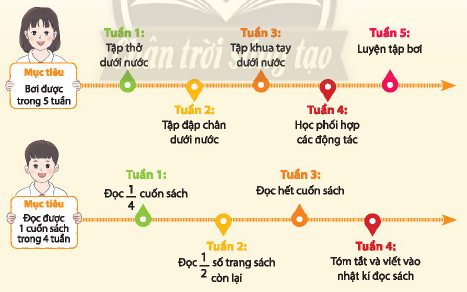 Chân trời sáng tạo
Mục tiêu
Bơi được
trong 5 tuần
Tuần 1:
Tập thở
dưới nước
Tuần 2:
Tập đập chân
dưới nước
Tuần 3:
Tập khua tay
dưới nước
Tuần 4:
Học phối hợp
các động tác
Tuần 5:
Luyện tập bơi
Mục tiêu
Đọc được
1 cuốn sách
trong 4 tuần
Tuần 1:
Đọc 1/4 cuốn sách
Tuần 2:
Đọc 1/2 số trang sách
còn lại
Tuần 3:
Đọc hết cuốn sách
Tuần 4:
Tóm tắt và viết vào
nhật kí đọc sách